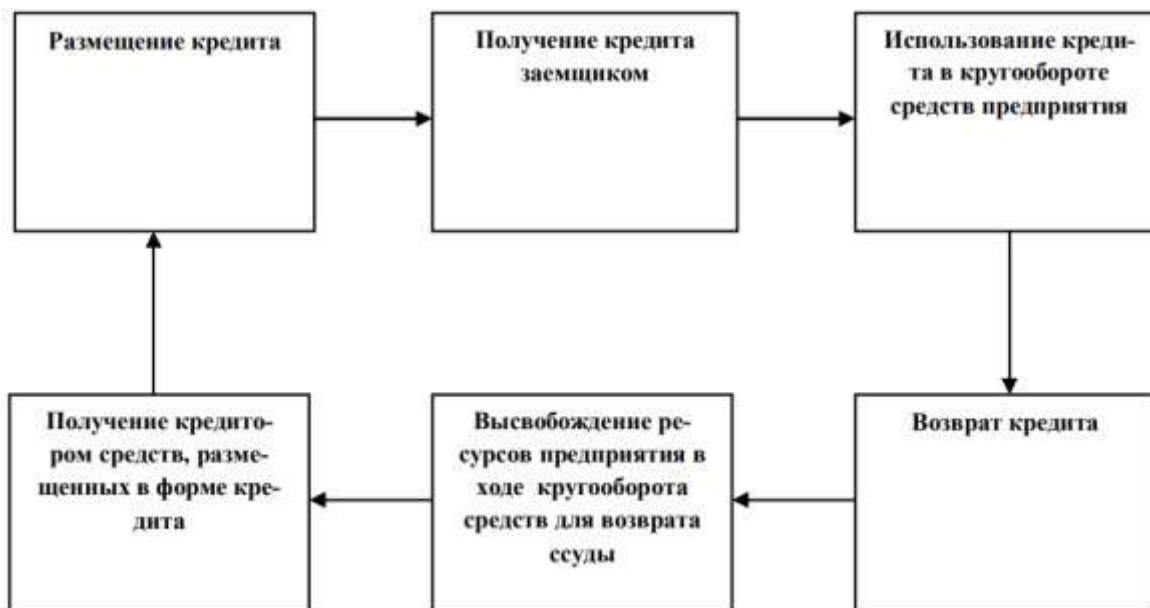 Размещение кредита
Получение кредита
заемщиком
Использование креди-
та в кругообороте
средств предприятия
Получение кредито-
ром средств, разме-
щенных в форме кре-
дита
Высвобождение ре-
сурсов предприятия в
ходе кругооборота
средств для возврата
ссуды
Возврат кредита